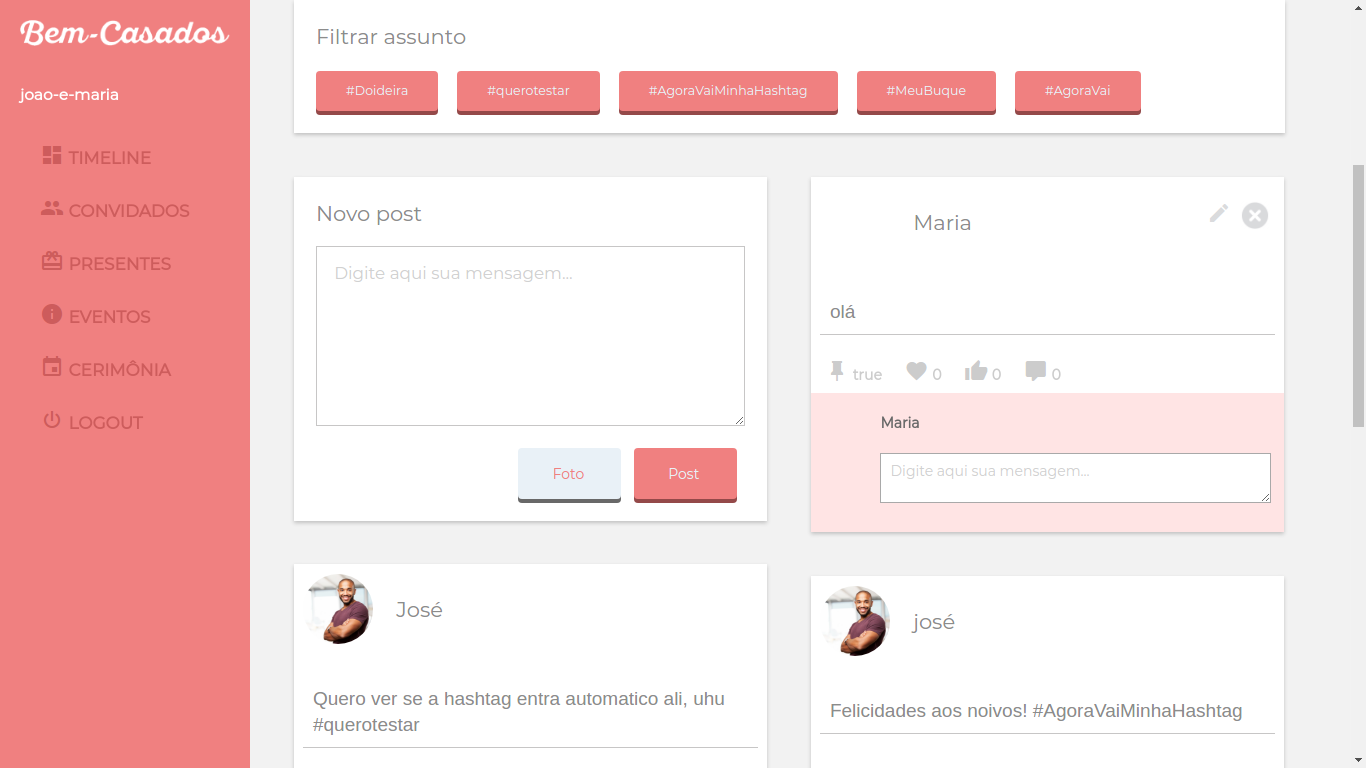 Bem-Casados
joao-e-maria
TIMELINE
CONVIDADOS
PRESENTES
EVENTOS
CERIMÔNIA
LOGOUT
Filtrar assunto
#Doideira
#querotestar
#AgoraVaiMinhaHashtag
#MeuBuque
#AgoraVai
Novo post
Digite aqui sua mensagem...
Foto
Post
Maria
olá
true 0 0 0
Maria
Digite aqui sua mensagem...
José
Quero ver se a hashtag entra automatico ali, uhu
#querotestar
josé
Felicidades aos noivos! #AgoraVaiMinhaHashtag